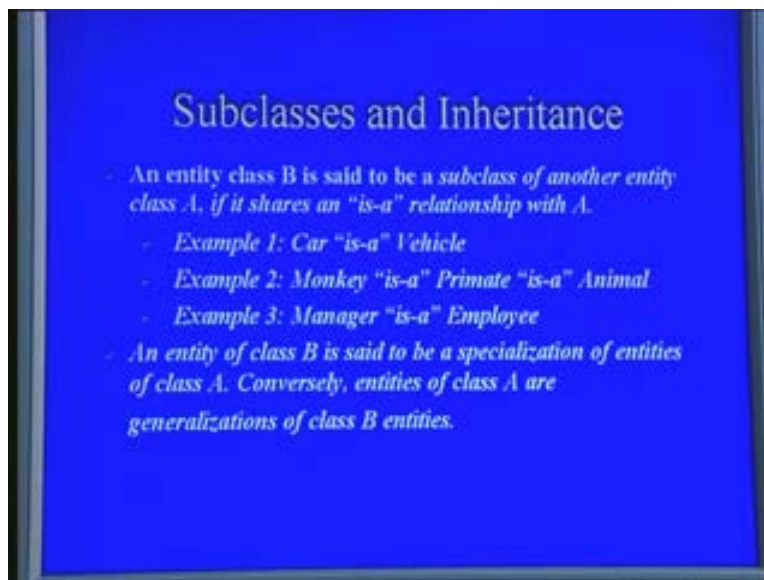 Subclasses and Inheritance
An entity class B is said to be a subclass of another entity
class A, if it shares an "is-a" relationship with A.
Example 1: Car "is-a" Vehicle
Example 2: Monkey "is-a" Primate "is-a" Animal
Example 3: Manager "is-a" Employee
An entity of class B is said to be a specialization of entities
of class A. Conversely, entities of class A are
generalizations of class B entities.